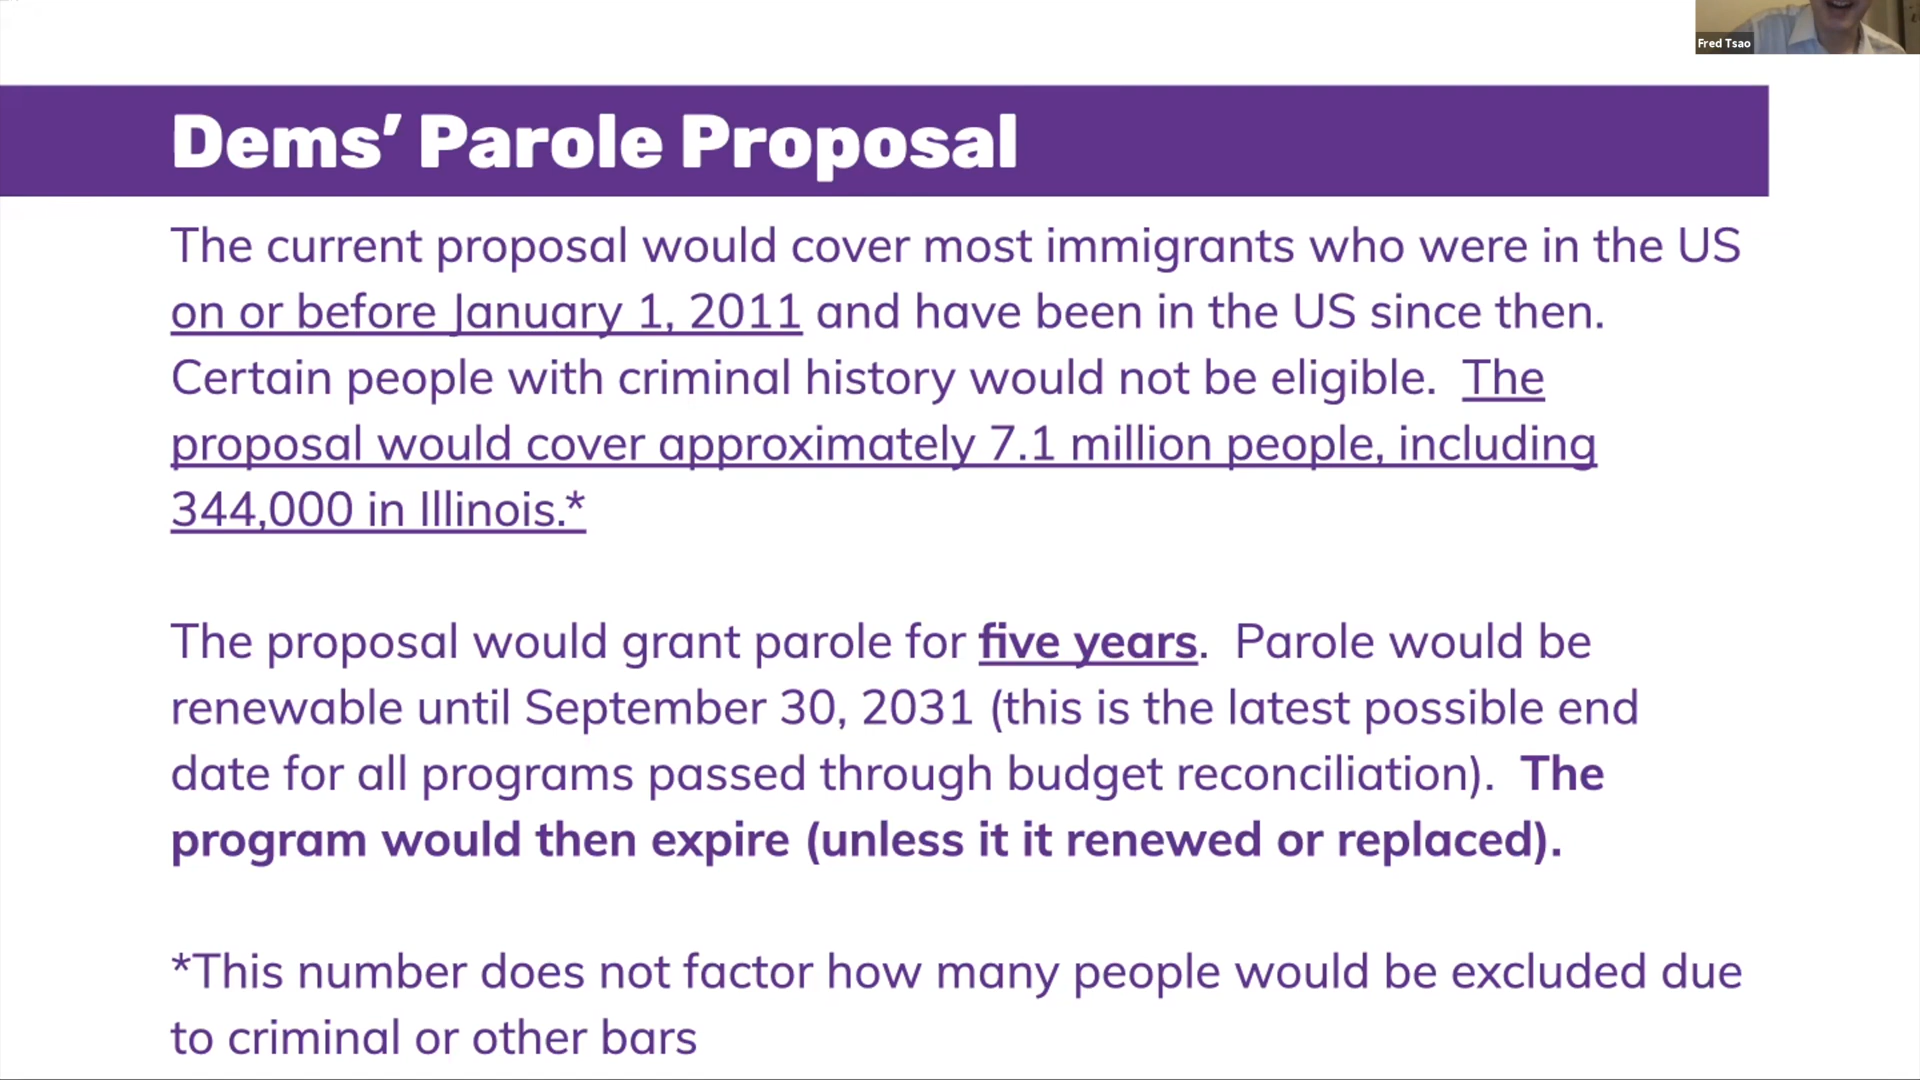 Fred Tsao
Dems’ Parole Proposal
The current proposal would cover most immigrants who were in the US
on or before January 1, 2011 and have been in the US since then.
Certain people with criminal history would not be eligible. The
proposal would cover approximately 7.1 million people, including
344,000 in Illinois.*
The proposal would grant parole for five years. Parole would be
renewable until September 30, 2031 (this is the latest possible end
date for all programs passed through budget reconciliation). The
program would then expire (unless it it renewed or replaced).
*This number does not factor how many people would be excluded due
to criminal or other bars